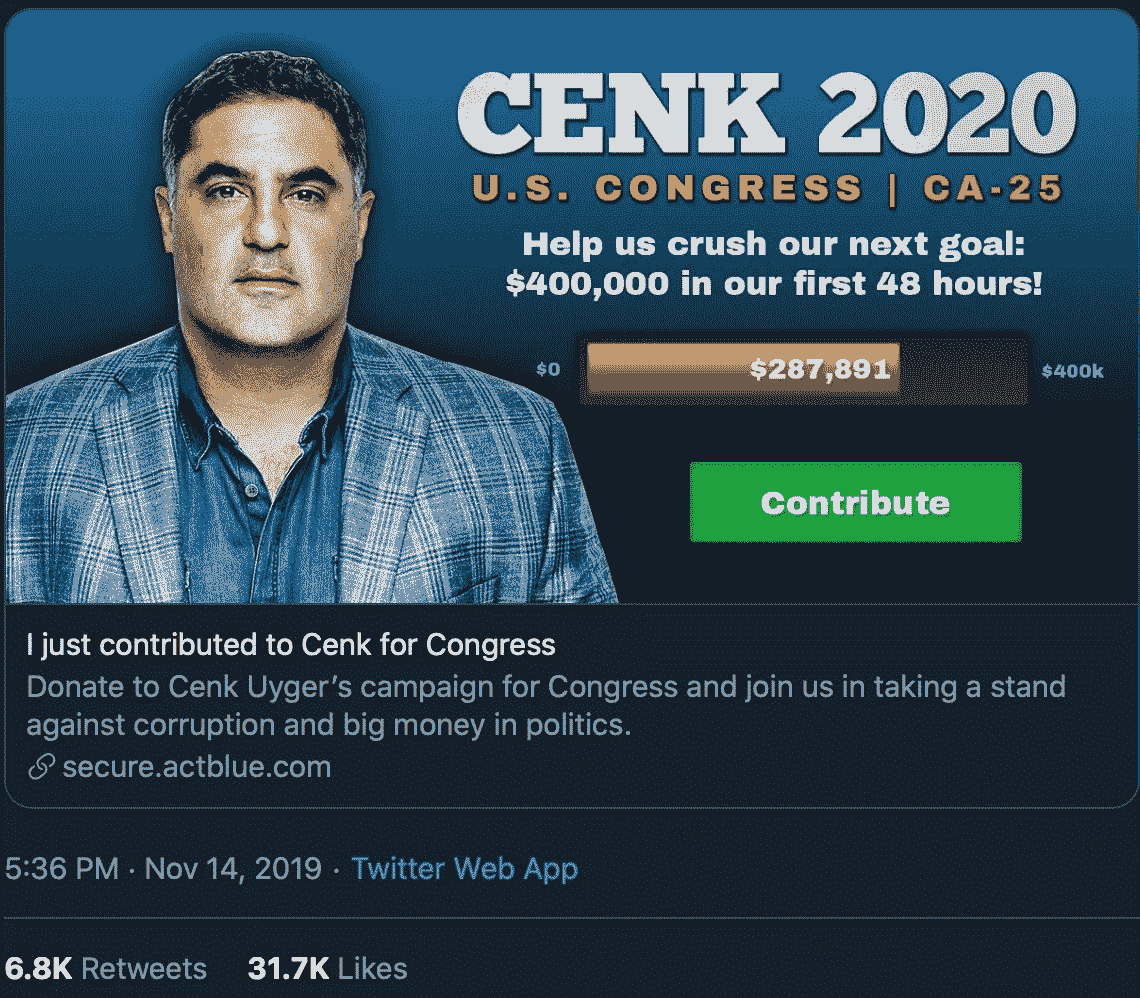 CENK 2020
U.S. CONGRESS | CA-25
Help us crush our next goal:
$400,000 in our first 48 hours!
$0
$287,891
$400k
Contribute
I just contributed to Cenk for Congress
Donate to Cenk Uyger’s campaign for Congress and join us in taking a stand
against corruption and big money in politics.
secure.actblue.com
5:36 PM · Nov 14, 2019 · Twitter Web App
6.8K Retweets 31.7K Likes